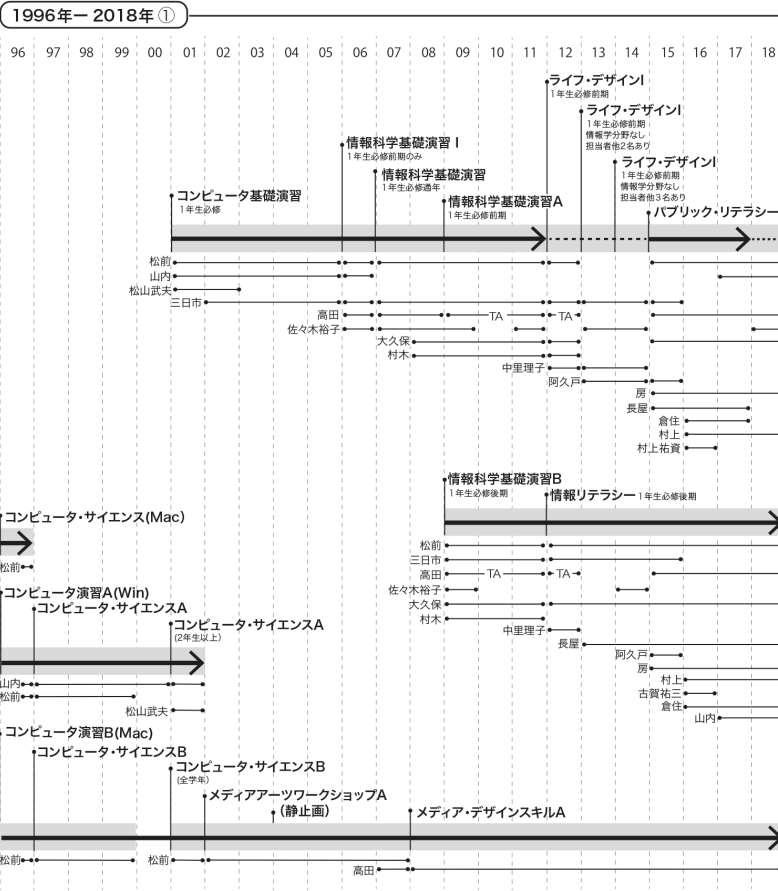 1996年ー 2018年 ①
96 97 98 99 00 01 02 03 04 05 06 07 08 09 10 11 12 13 14 15 16 17 18
ライフ・デザインI
1年生必修前期
ライフ・デザインI
1年生必修前期
情報学分野なし
担当者他2名あり
情報科学基礎演習 I
1年生必修前期のみ
ライフ・デザインI
1年生必修前期
情報学分野なし
担当者他3名あり
情報科学基礎演習
1年生必修通年
コンピュータ基礎演習
1年生必修
情報科学基礎演習A
1年生必修前期
パブリック・リテラシー
松前
山内
松山武夫
三日市
高田 TA TA
佐々木裕子
大久保
村木
中里理子
阿久戸
房
長屋
倉住
村上
村上祐資
情報科学基礎演習B
1年生必修後期
情報リテラシー 1年生必修後期
松前
三日市
高田 TA TA
佐々木裕子
大久保
村木
中里理子
長屋
阿久戸
房
村上
古賀祐三
倉住
山内
コンピュータ・サイエンス(Mac)
松前
コンピュータ演習A(Win)
コンピュータ・サイエンスA
コンピュータ・サイエンスA
(2年生以上)
山内
松前
松山武夫
コンピュータ演習B(Mac)
コンピュータ・サイエンスB
コンピュータ・サイエンスB
(全学年)
メディアアーツワークショップA
(静止画)
メディア・デザインスキルA
松前 松前
高田